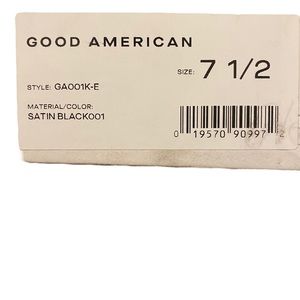 GOOD AMERICAN
SIZE: 7 1/2
STYLE: GA001K-E
MATERIAL/COLOR:
SATIN BLACK001
0 19570 90997 2